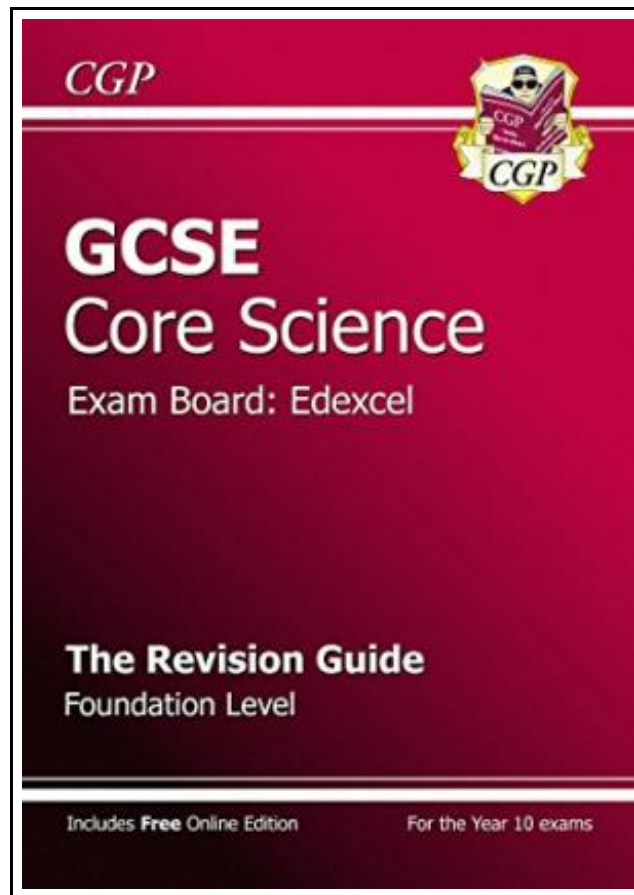 CGP
CGP
CGP
GCSE
Core Science
Exam Board: Edexcel
The Revision Guide
Foundation Level
Includes Free Online Edition
For the Year 10 exams